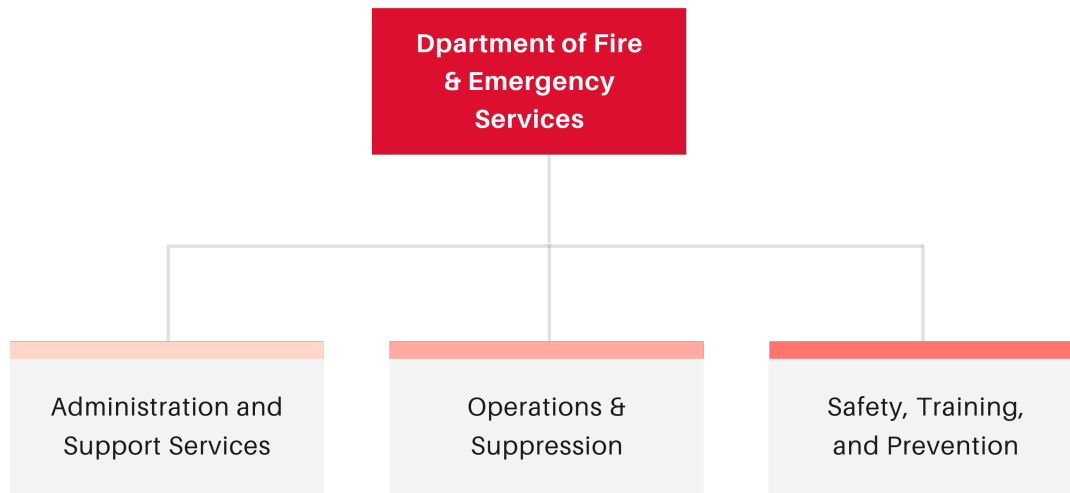 Dpartment of Fire
& Emergency
Services
Administration and
Support Services
Operations &
Suppression
Safety, Training,
and Prevention